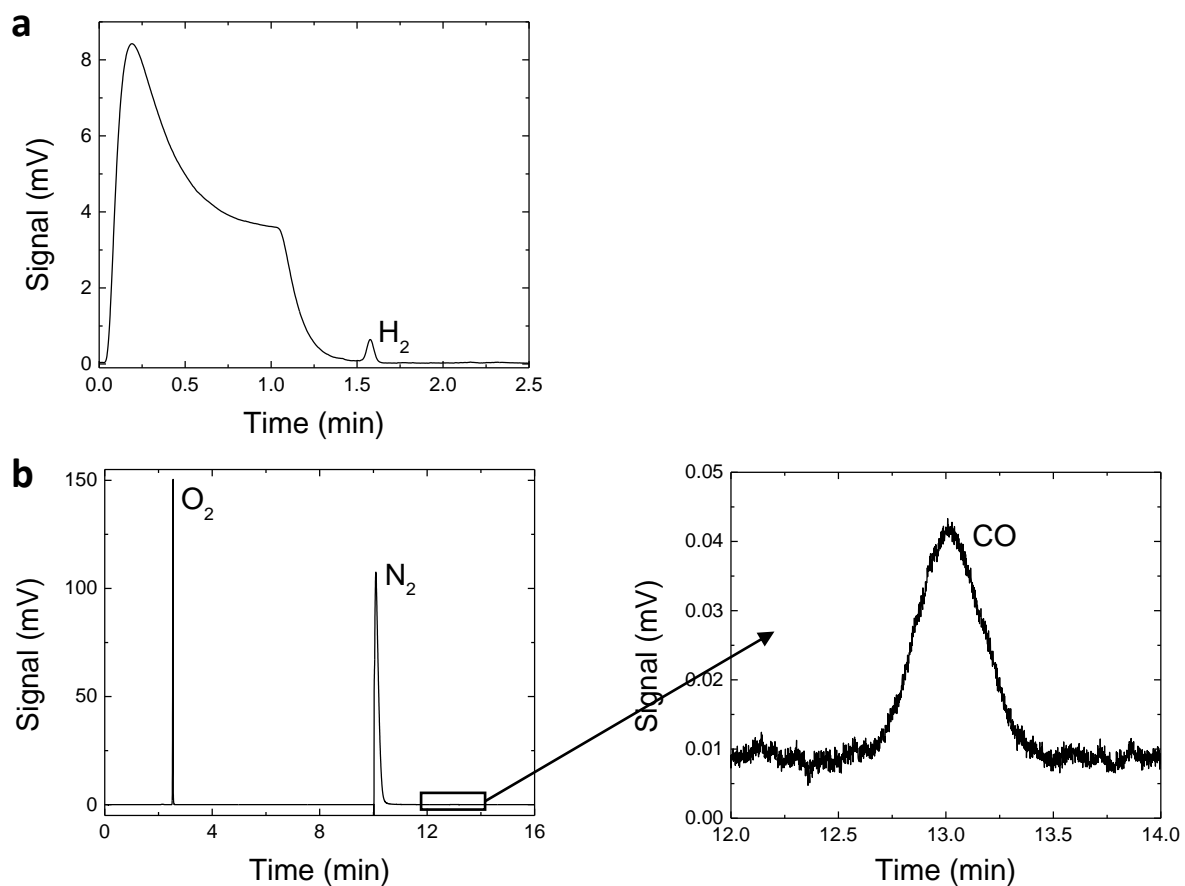 a
8
6
4
2
0
Signal (mV)
H2
0.0 0.5 1.0 1.5 2.0 2.5
Time (min)
b
150
100
50
0
Signal (mV)
O2
N2
0 4 8 12 16
Time (min)
0.05
0.04
0.03
0.02
0.01
0.00
Signal (mV)
CO
12.0 12.5 13.0 13.5 14.0
Time (min)